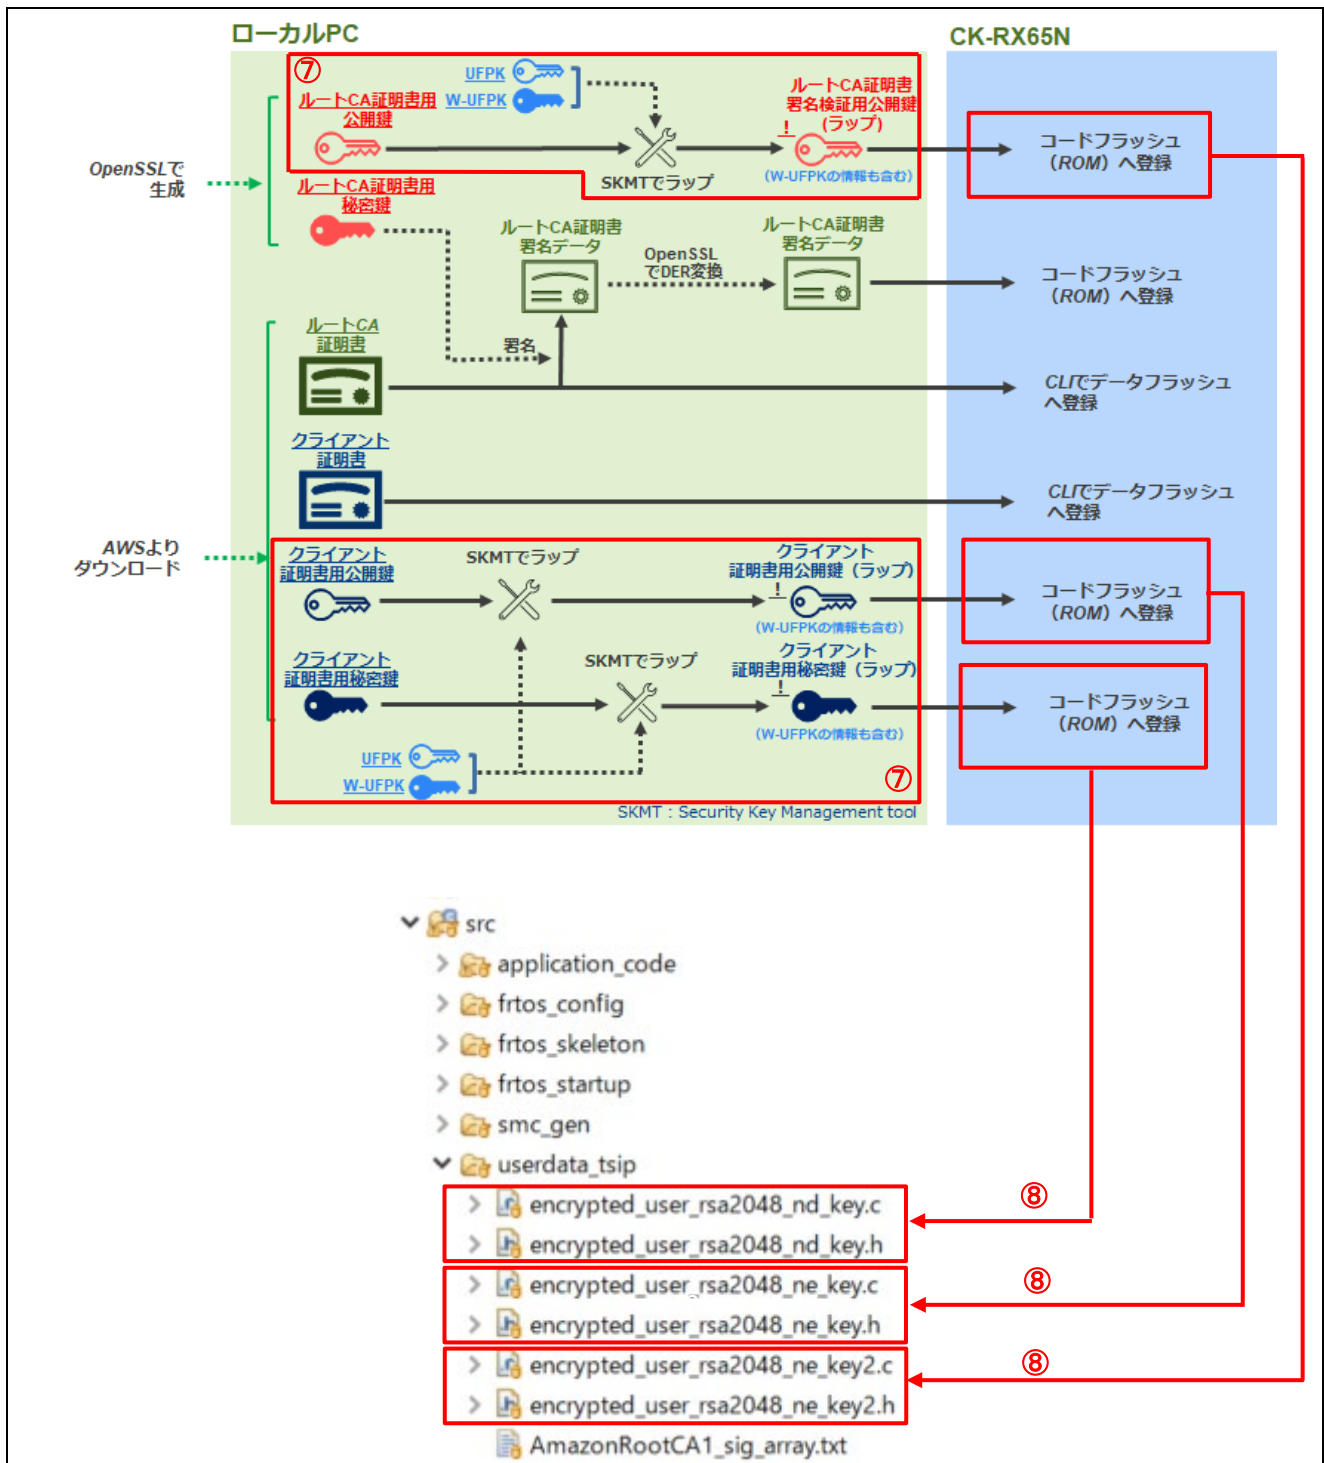 ローカルPC
CK-RX65N
⑦
UFPK
W-UFPK
ルートCA証明書用
公開鍵
ルートCA証明書
署名検証用公開鍵
(ラップ)
!
SKMTでラップ
(W-UFPKの情報も含む)
コードフラッシュ
(ROM) へ登録
OpenSSLで
生成
ルートCA証明書用
秘密鍵
ルートCA証明書
署名データ
OpenSSL
でDER変換
ルートCA証明書
署名データ
コードフラッシュ
(ROM) へ登録
ルートCA
証明書
署名
CLIでデータフラッシュ
へ登録
クライアント
証明書
CLIでデータフラッシュ
へ登録
AWSより
ダウンロード
クライアント
証明書用公開鍵
SKMTでラップ
クライアント
証明書用公開鍵（ラップ）
!
(W-UFPKの情報も含む)
コードフラッシュ
(ROM) へ登録
クライアント
証明書用秘密鍵
SKMTでラップ
クライアント
証明書用秘密鍵（ラップ）
!
(W-UFPKの情報も含む)
コードフラッシュ
(ROM) へ登録
UFPK
W-UFPK
⑦
SKMT : Security Key Management tool
src
application_code
frtos_config
frtos_skeleton
frtos_startup
smc_gen
userdata_tsip
encrypted_user_rsa2048_nd_key.c
encrypted_user_rsa2048_nd_key.h
⑧
encrypted_user_rsa2048_ne_key.c
encrypted_user_rsa2048_ne_key.h
⑧
encrypted_user_rsa2048_ne_key2.c
encrypted_user_rsa2048_ne_key2.h
⑧
AmazonRootCA1_sig_array.txt